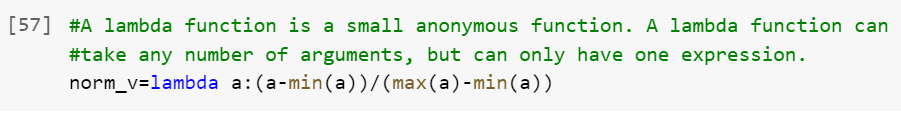 [57] #A lambda function is a small anonymous function. A lambda function can
#take any number of arguments, but can only have one expression.
norm_v=lambda a:(a-min(a))/(max(a)-min(a))